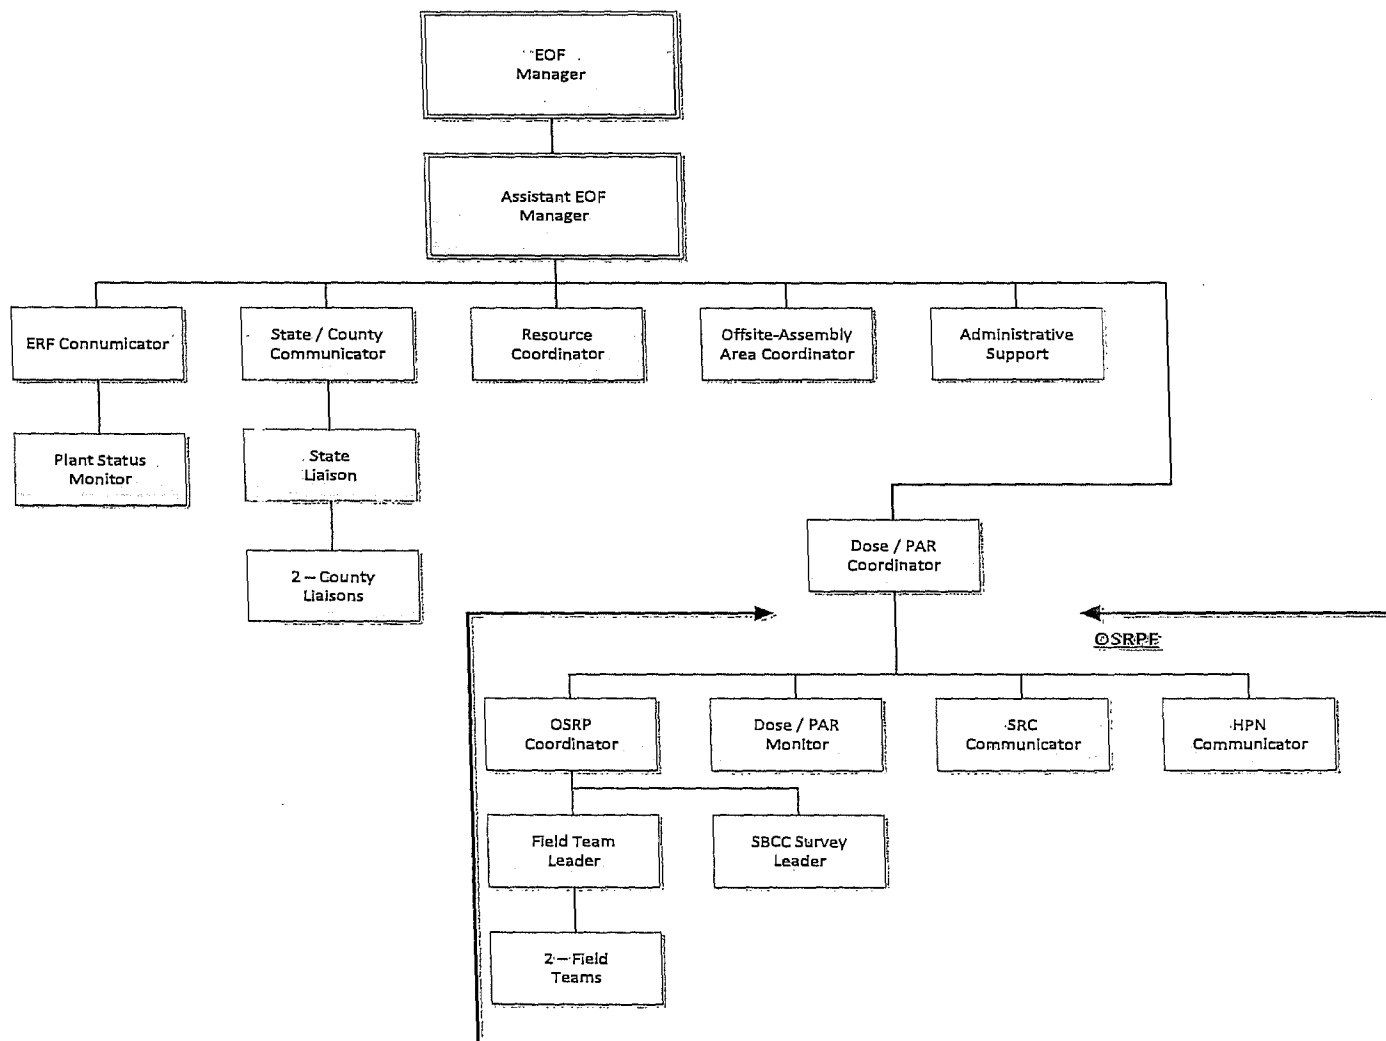 EOF
Manager
Assistant EOF
Manager
ERF Connumicator
State / County
Communicator
Resource
Coordinator
Offsite-Assembly
Area Coordinator
Administrative
Support
Plant Status
Monitor
State
Liaison
2 – County
Liaisons
Dose / PAR
Coordinator
OSRPF
OSRP
Coordinator
Dose / PAR
Monitor
SRC
Communicator
HPN
Communicator
Field Team
Leader
SBCC Survey
Leader
2 – Field
Teams